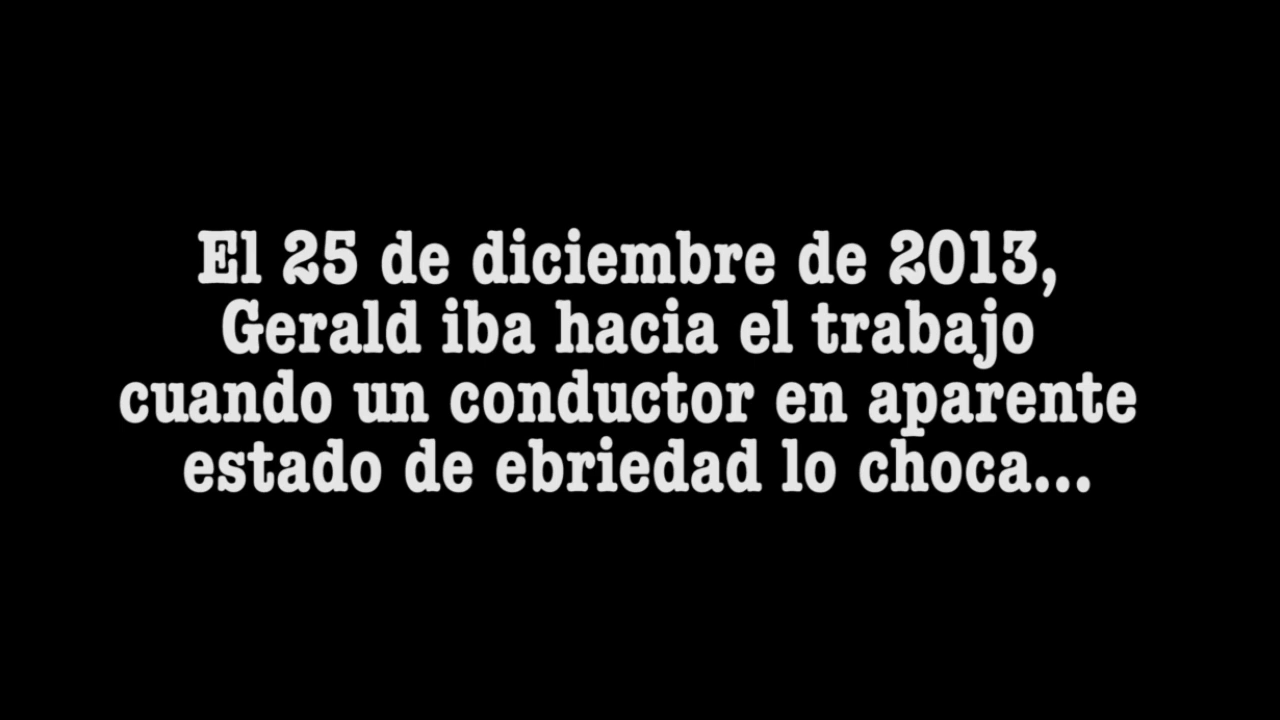 El 25 de diciembre de 2013,
Gerald iba hacia el trabajo
cuando un conductor en aparente
estado de ebriedad lo choca...